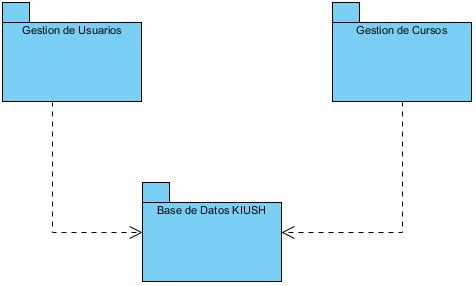 Gestion de Usuarios
Gestion de Cursos
Base de Datos KIUSH